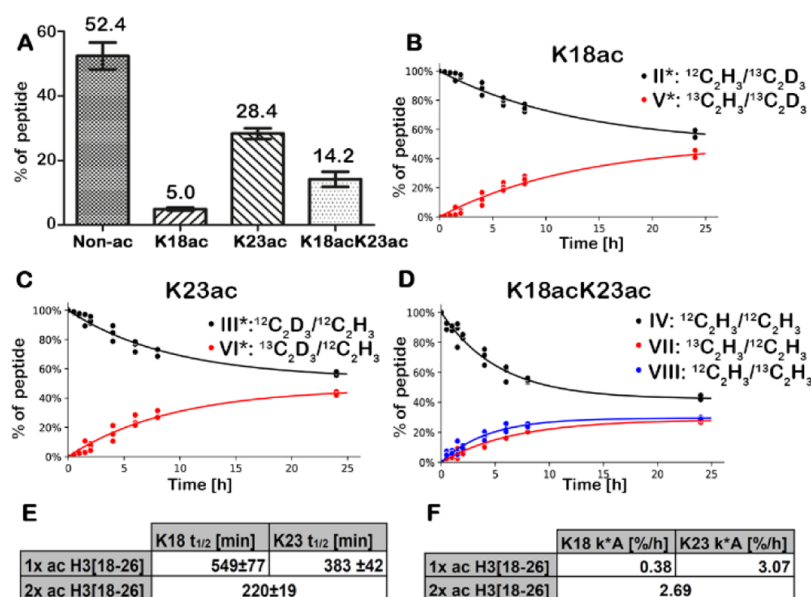 A
% of peptide
60
40
20
0
52.4
5.0
28.4
14.2
Non-ac K18ac K23ac K18acK23ac
B
K18ac
II*: ¹²C₂H₃/¹³C₂D₃
V*: ¹³C₂H₃/¹³C₂D₃
% of peptide
100%
80%
60%
40%
20%
0%
0 5 10 15 20 25
Time [h]
C
K23ac
III*:¹²C₂D₃/¹²C₂H₃
VI*: ¹³C₂D₃/¹²C₂H₃
% of peptide
100%
80%
60%
40%
20%
0%
0 5 10 15 20 25
Time [h]
D
K18acK23ac
IV: ¹²C₂H₃/¹²C₂H₃
VII: ¹³C₂H₃/¹²C₂H₃
VIII: ¹²C₂H₃/¹³C₂H₃
% of peptide
100%
80%
60%
40%
20%
0%
0 5 10 15 20 25
Time [h]
E
K18 t₁/₂ [min] K23 t₁/₂ [min]
1x ac H3[18-26] 549±77 383 ±42
2x ac H3[18-26] 220±19
F
K18 k*A [%/h] K23 k*A [%/h]
1x ac H3[18-26] 0.38 3.07
2x ac H3[18-26] 2.69